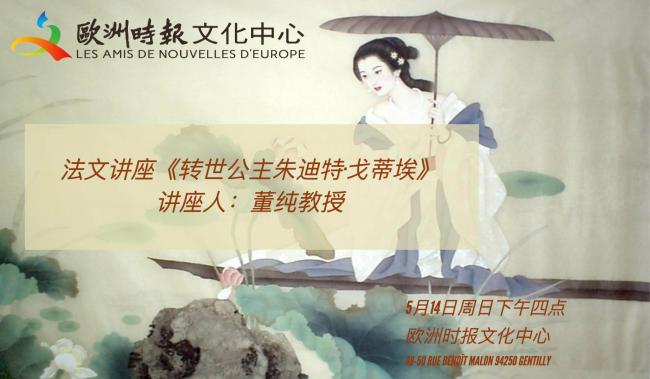 歐洲時報文化中心
LES AMIS DE NOUVELLES D'EUROPE
法文讲座《转世公主朱迪特·戈蒂埃》
讲座人：董纯教授
5月14日周日下午四点
欧洲时报文化中心
48-50 RUE BENOÎT MALON 94250 GENTILLY